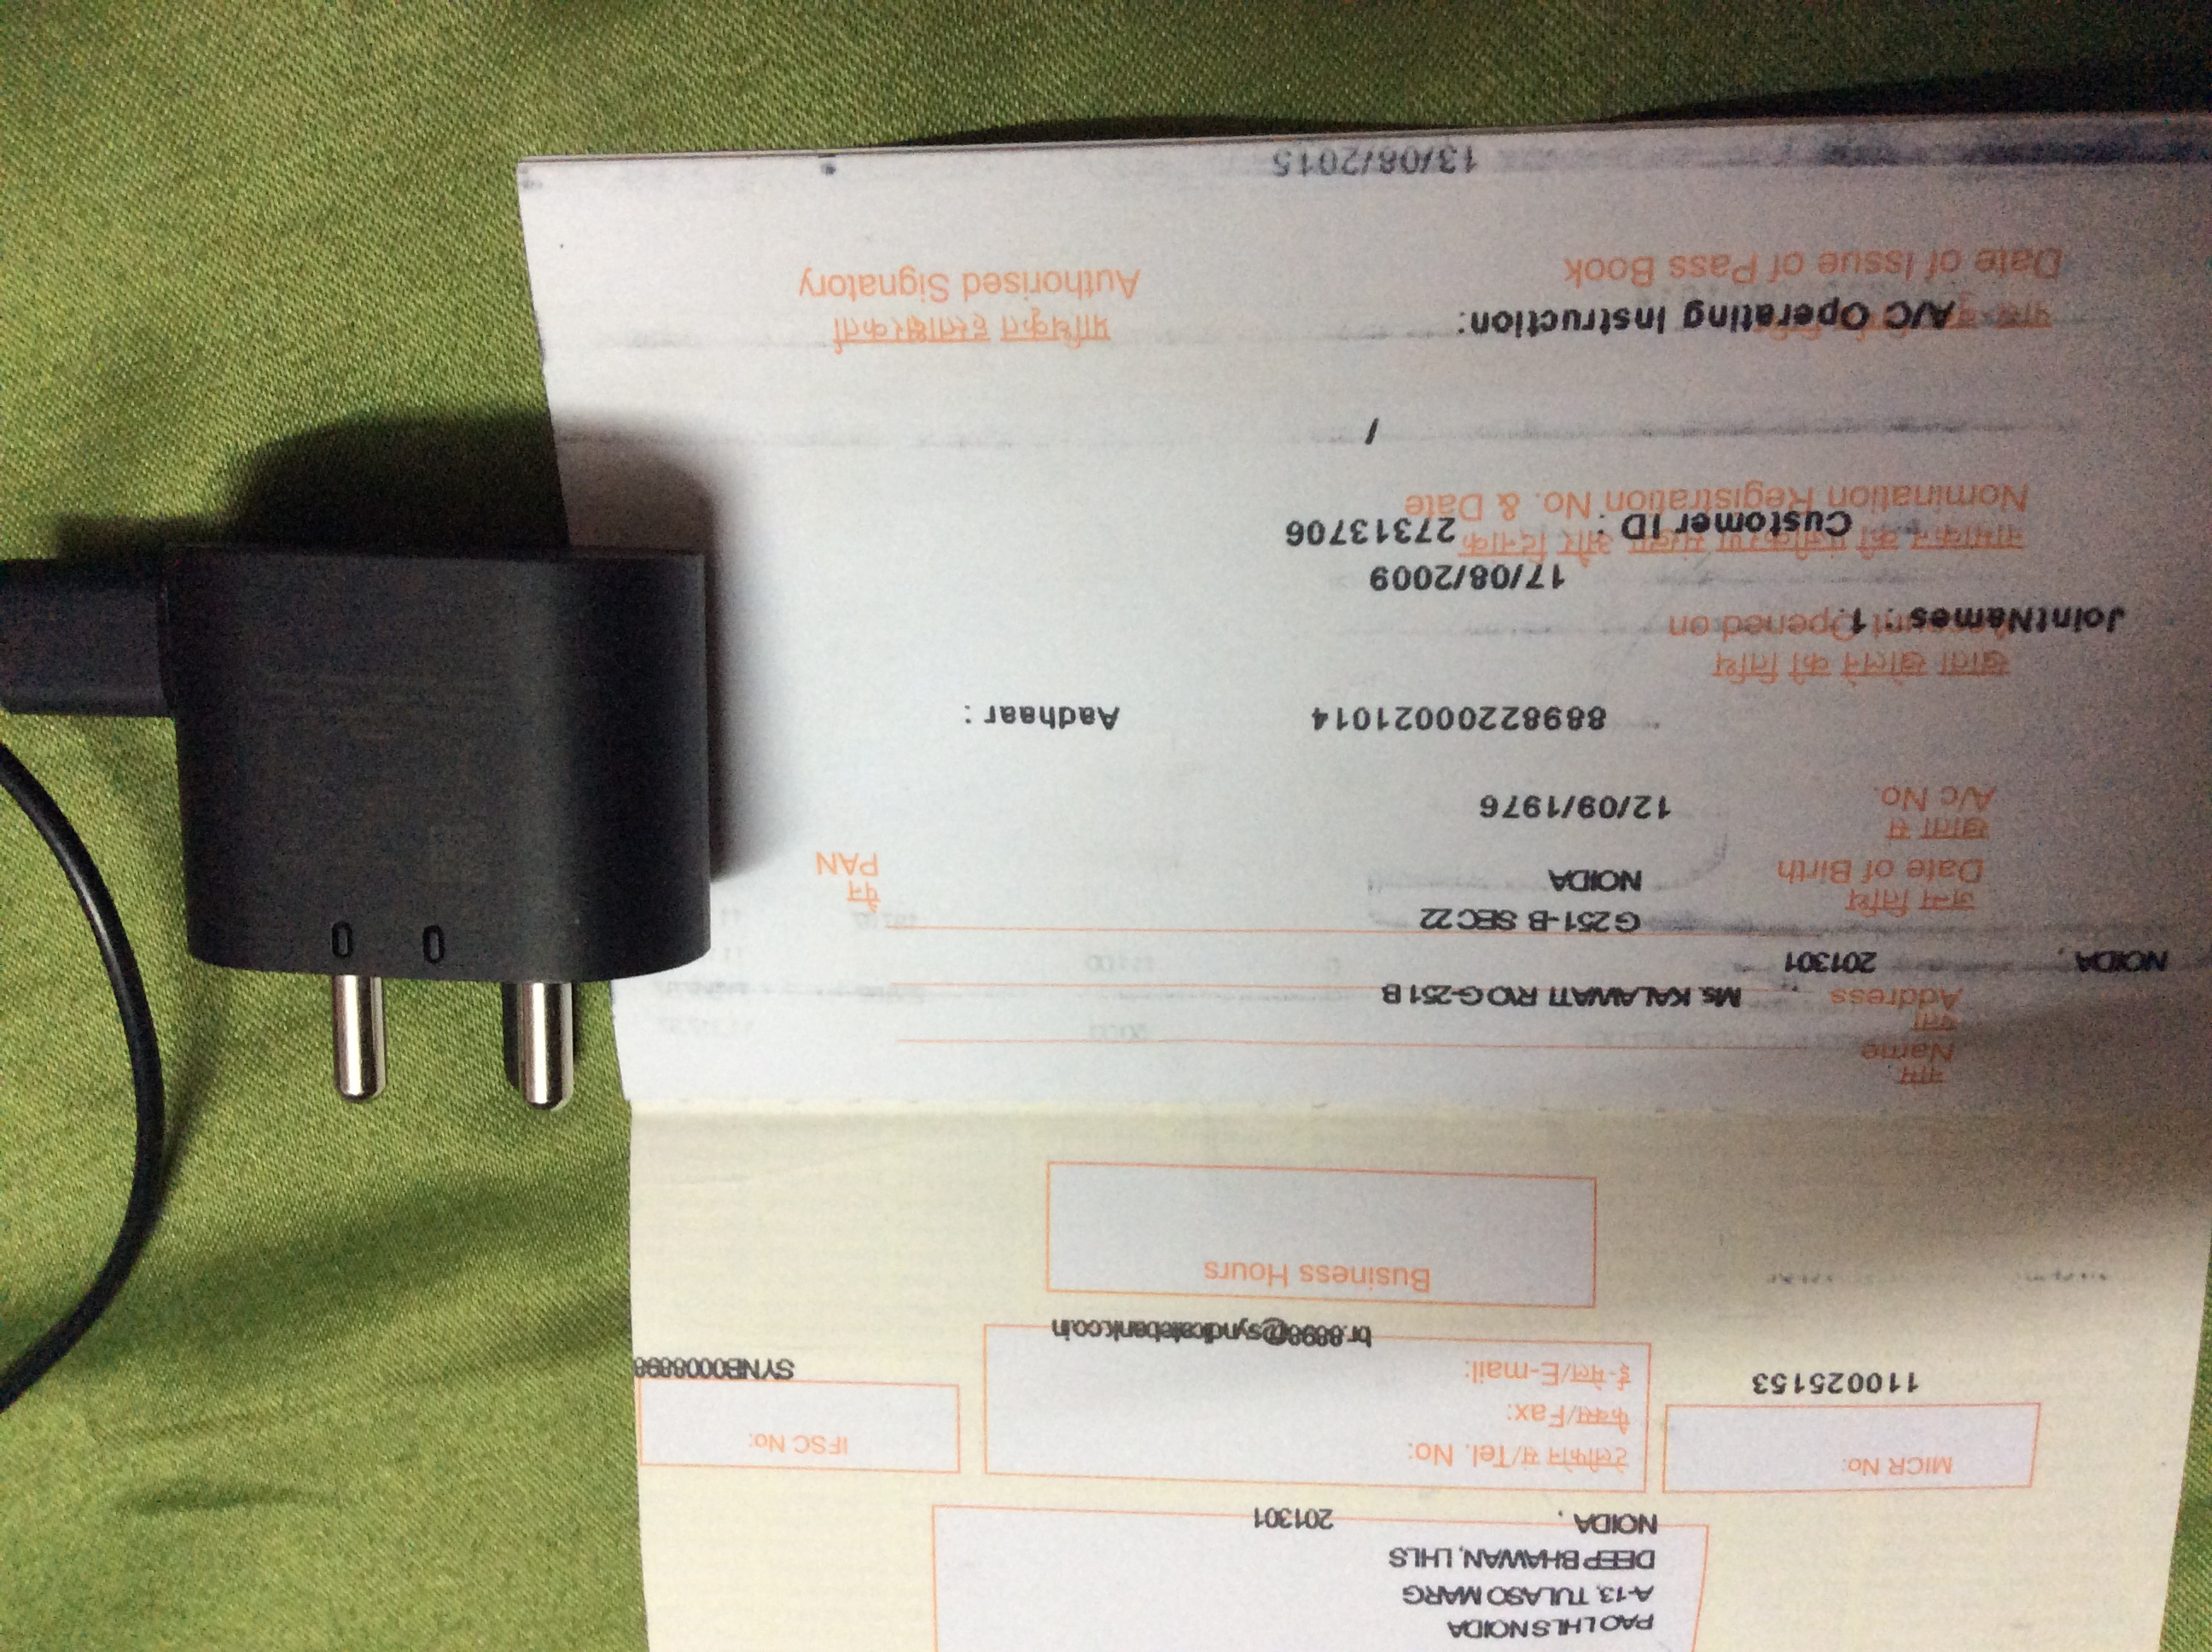 PAO LHLS NOIDA
A-13, TULASO MARG
DEEP BHAWAN, LHLS
NOIDA , 201301
MICR No:
110025153
टेलीफोन सं/Tel. No:
फैक्स/Fax:
ई-मेल/E-mail:
br.8898@syndicatebank.co.in
IFSC No:
SYNB0008898
Business Hours
नाम
Name
पता
Address Ms. KALAWATI R\O G-251 B
NOIDA , 201301
G 251-B SEC 22
NOIDA
जन्म तिथि
Date of Birth
पैन
PAN
खाता सं
A/c No.
12/09/1976
88982200021014 Aadhaar :
खाता खोलने की तिथि
Account Opened on
JointNames : 1.
17/08/2009
नामांकन की पंजीकरण संख्या और दिनांक
Customer ID : 27313706
Nomination Registration No. & Date
/
A/C Operating Instruction:
Date of Issue of Pass Book
प्राधिकृत हस्ताक्षरकर्ता
Authorised Signatory
13/08/2015